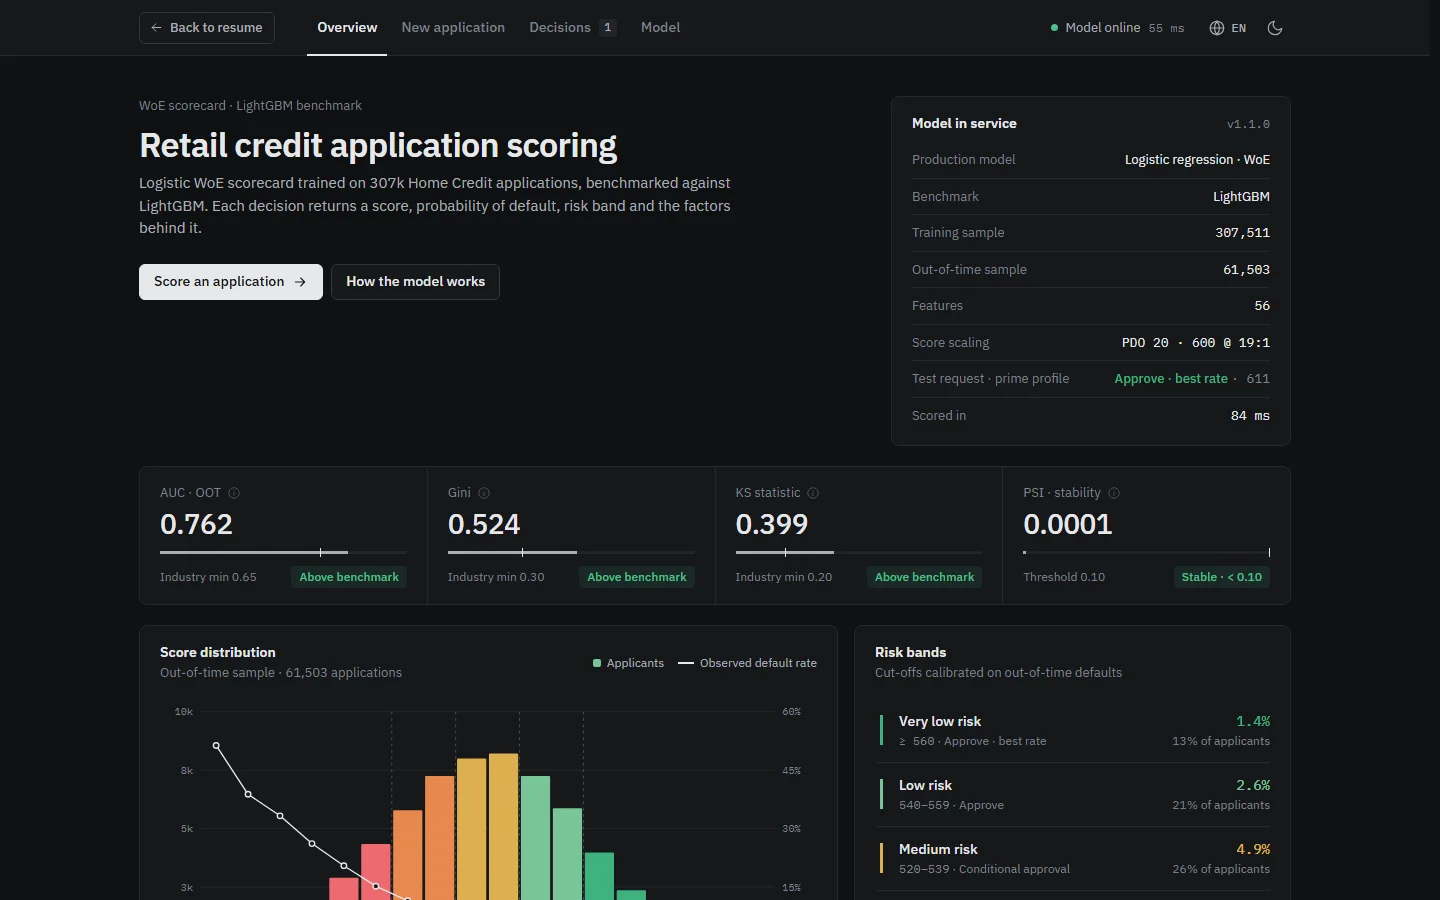 Back to resume
Overview
New application
Decisions 1
Model
Model online 55 ms
EN
WoE scorecard · LightGBM benchmark
Retail credit application scoring
Logistic WoE scorecard trained on 307k Home Credit applications, benchmarked against
LightGBM. Each decision returns a score, probability of default, risk band and the factors
behind it.
Score an application →
How the model works
Model in service v1.1.0
Production model Logistic regression · WoE
Benchmark LightGBM
Training sample 307,511
Out-of-time sample 61,503
Features 56
Score scaling PDO 20 · 600 @ 19:1
Test request · prime profile Approve · best rate · 611
Scored in 84 ms
AUC · OOT
0.762
Industry min 0.65 Above benchmark
Gini
0.524
Industry min 0.30 Above benchmark
KS statistic
0.399
Industry min 0.20 Above benchmark
PSI · stability
0.0001
Threshold 0.10 Stable · < 0.10
Score distribution
Out-of-time sample · 61,503 applications
Applicants
Observed default rate
10k 60%
8k 45%
5k 30%
3k 15%
Risk bands
Cut-offs calibrated on out-of-time defaults
Very low risk 1.4%
≥ 560 · Approve · best rate 13% of applicants
Low risk 2.6%
540–559 · Approve 21% of applicants
Medium risk 4.9%
520–539 · Conditional approval 26% of applicants